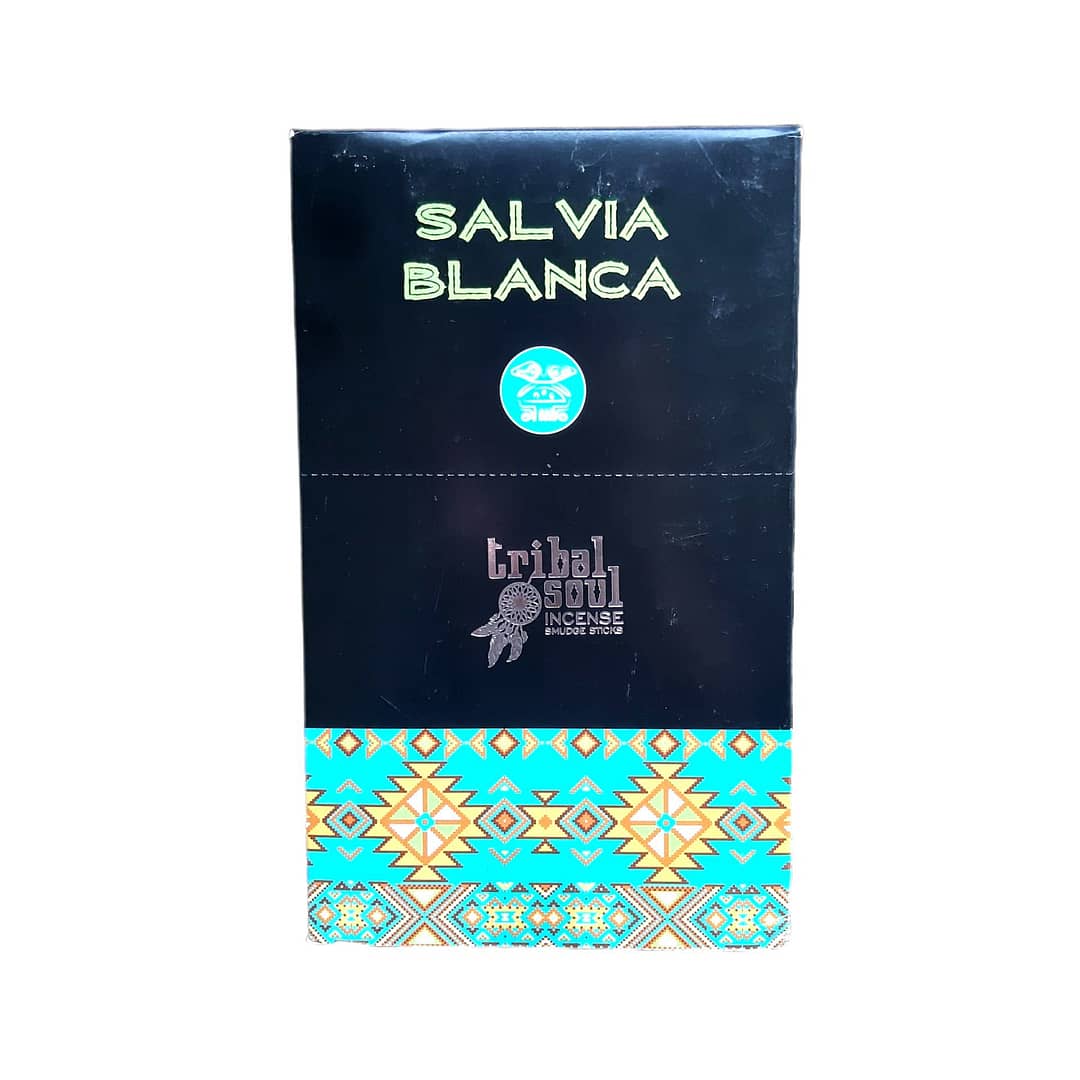 SALVIA
BLANCA
tribal
soul
INCENSE
SMUDGE STICKS